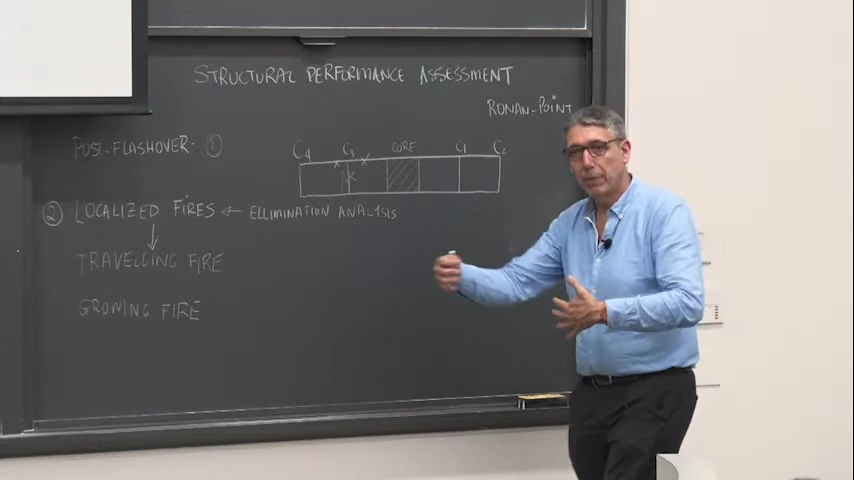 STRUCTURAL PERFORMANCE ASSESSMENT
RONAN-POINT
POST-FLASHOVER. ①
C4 C3 CORE C1 C2
② LOCALIZED FIRES ← ELLIMINATION ANALYSIS
TRAVELLING FIRE
GROWING FIRE